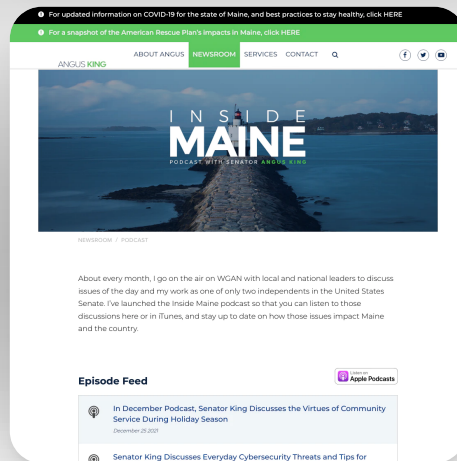 For updated information on COVID-19 for the state of Maine, and best practices to stay healthy, click HERE
For a snapshot of the American Rescue Plan's Impacts in Maine, click HERE
ANGUS KING
ABOUT ANGUS NEWSROOM SERVICES CONTACT
INSIDE
MAINE
PODCAST WITH SENATOR ANGUS KING
NEWSROOM / PODCAST
About every month, I go on the air on WGAN with local and national leaders to discuss
issues of the day and my work as one of only two independents in the United States
Senate. I've launched the Inside Maine podcast so that you can listen to those
discussions here or in iTunes, and stay up to date on how those issues impact Maine
and the country.
Episode Feed
Listen on
Apple Podcasts
In December Podcast, Senator King Discusses the Virtues of Community
Service During Holiday Season
December 25 2021
Senator King Discusses Everyday Cybersecurity Threats and Tips for